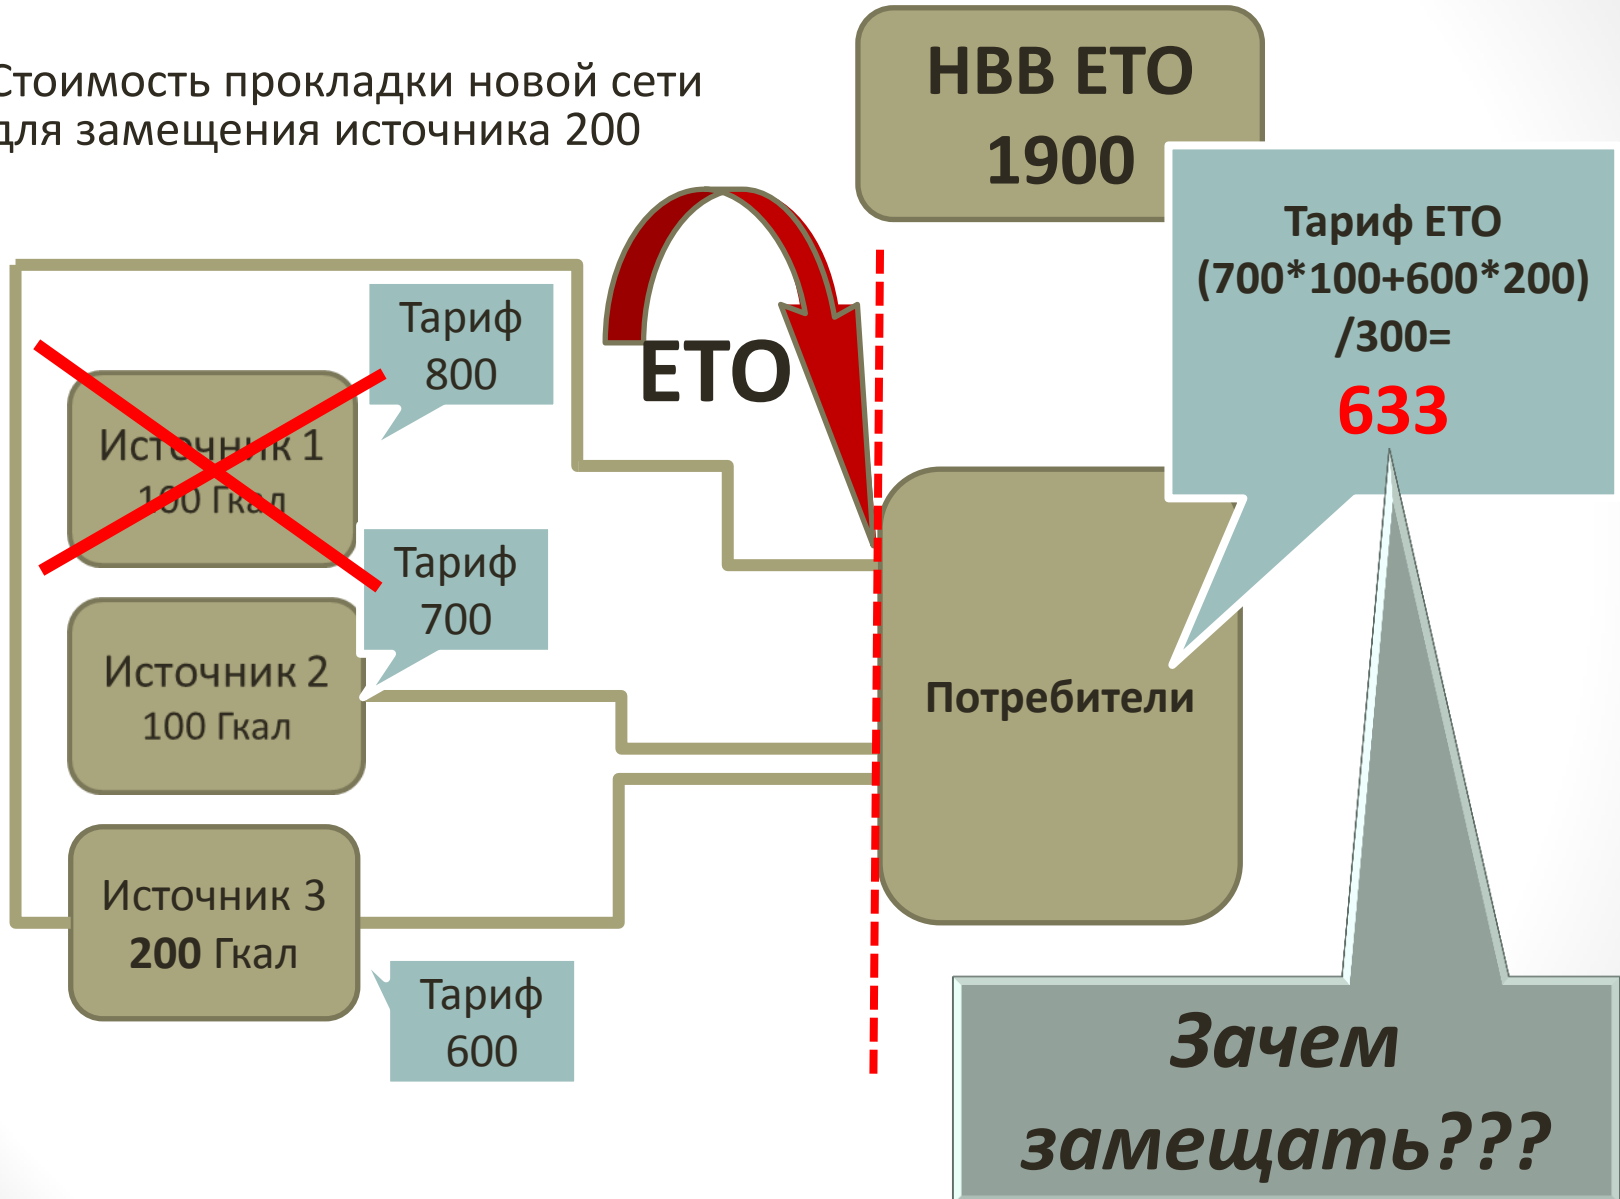 Стоимость прокладки новой сети
для замещения источника 200
НВВ ЕТО
1900
Тариф ЕТО
(700*100+600*200)
/300=
633
Тариф
800
ЕТО
Источник 1
100 Гкал
Тариф
700
Источник 2
100 Гкал
Потребители
Источник 3
200 Гкал
Тариф
600
Зачем
замещать???